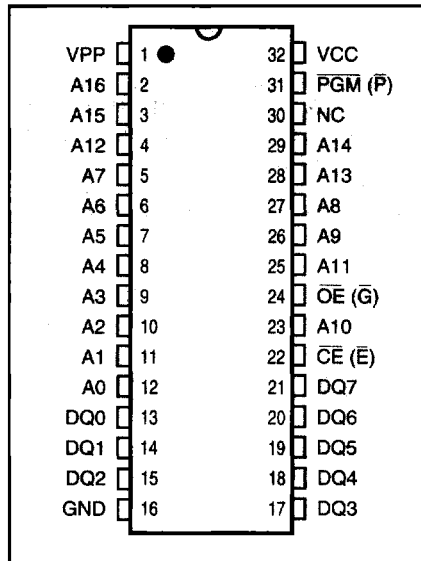 VPP 1 32 VCC
A16 2 31 P̅G̅M̅ (P̅)
A15 3 30 NC
A12 4 29 A14
A7 5 28 A13
A6 6 27 A8
A5 7 26 A9
A4 8 25 A11
A3 9 24 O̅E̅ (G̅)
A2 10 23 A10
A1 11 22 C̅E̅ (E̅)
A0 12 21 DQ7
DQ0 13 20 DQ6
DQ1 14 19 DQ5
DQ2 15 18 DQ4
GND 16 17 DQ3